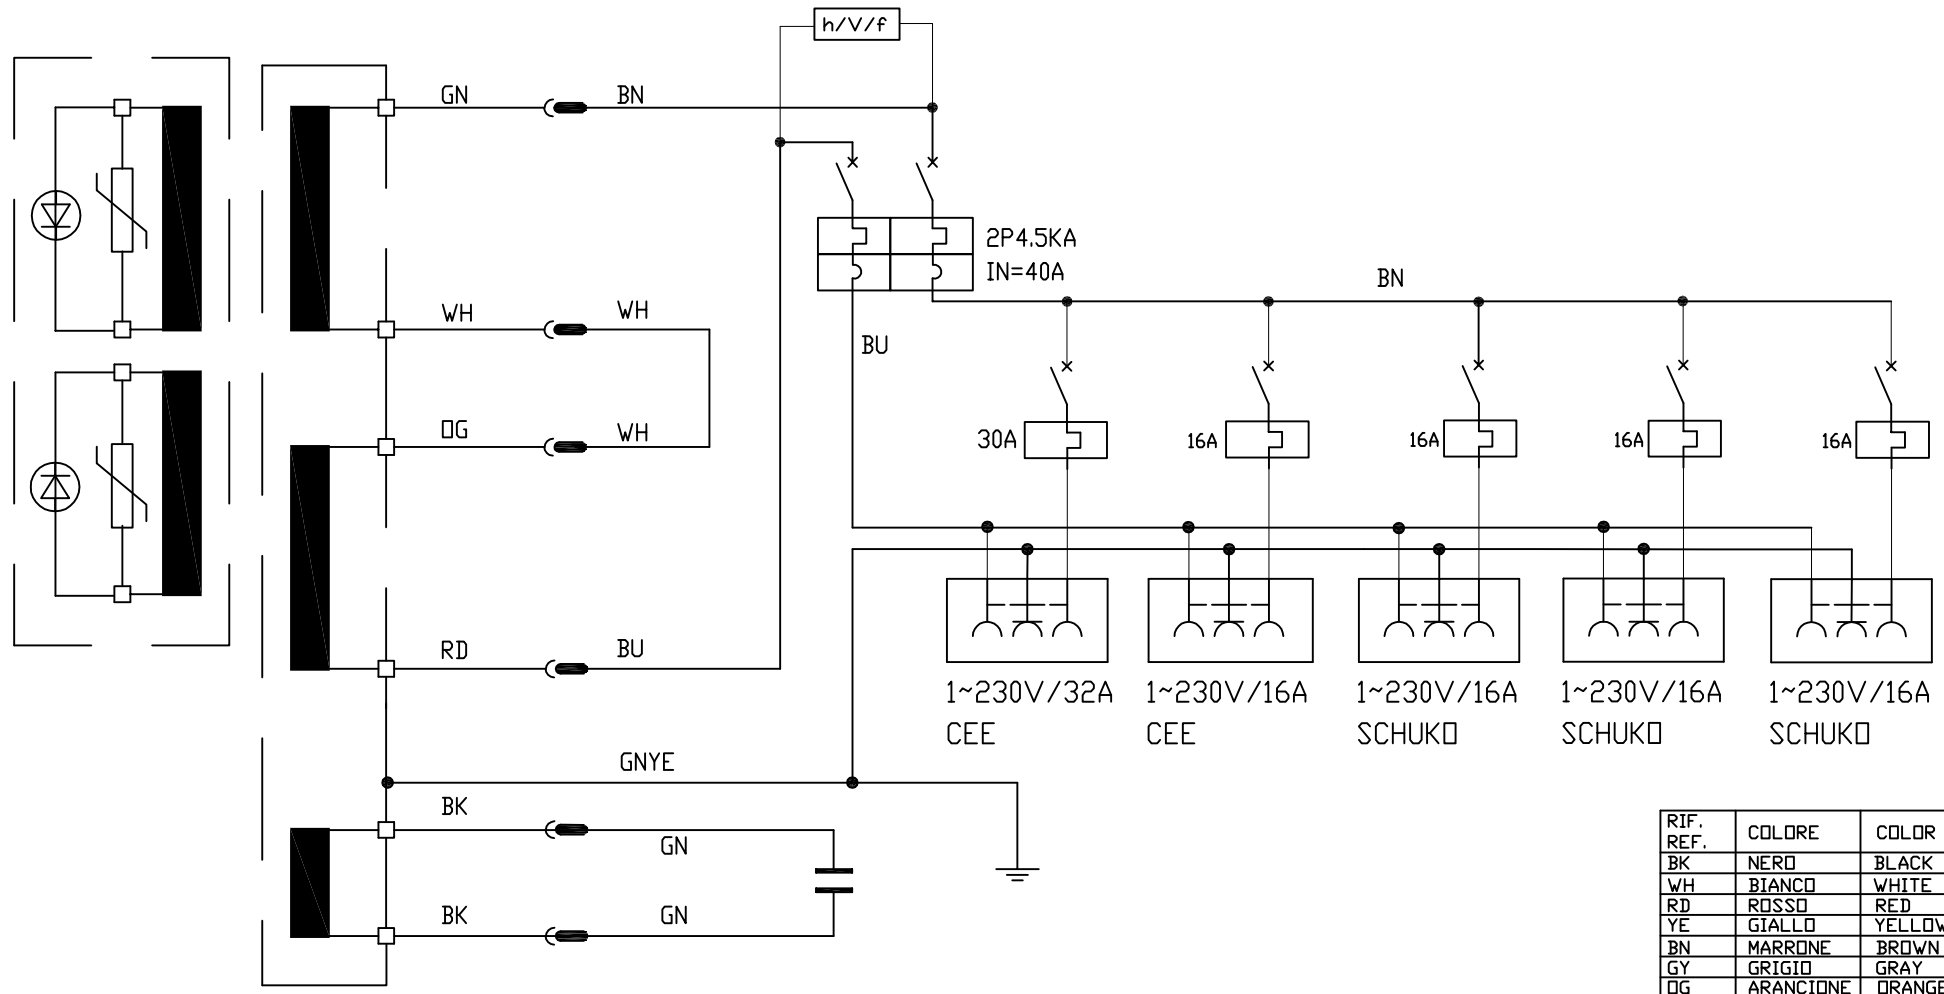 h/V/f
GN BN
2P4.5KA
IN=40A
BN
WH WH
BU
OG WH
30A 16A 16A 16A 16A
RD BU
1~230V/32A 1~230V/16A 1~230V/16A 1~230V/16A 1~230V/16A
CEE CEE SCHUKO SCHUKO SCHUKO
GNYE
BK
GN
BK GN
RIF.
REF. COLORE COLOR
BK NERO BLACK
WH BIANCO WHITE
RD ROSSO RED
YE GIALLO YELLOW
BN MARRONE BROWN
GY GRIGIO GRAY
OG ARANCIONE ORANGE